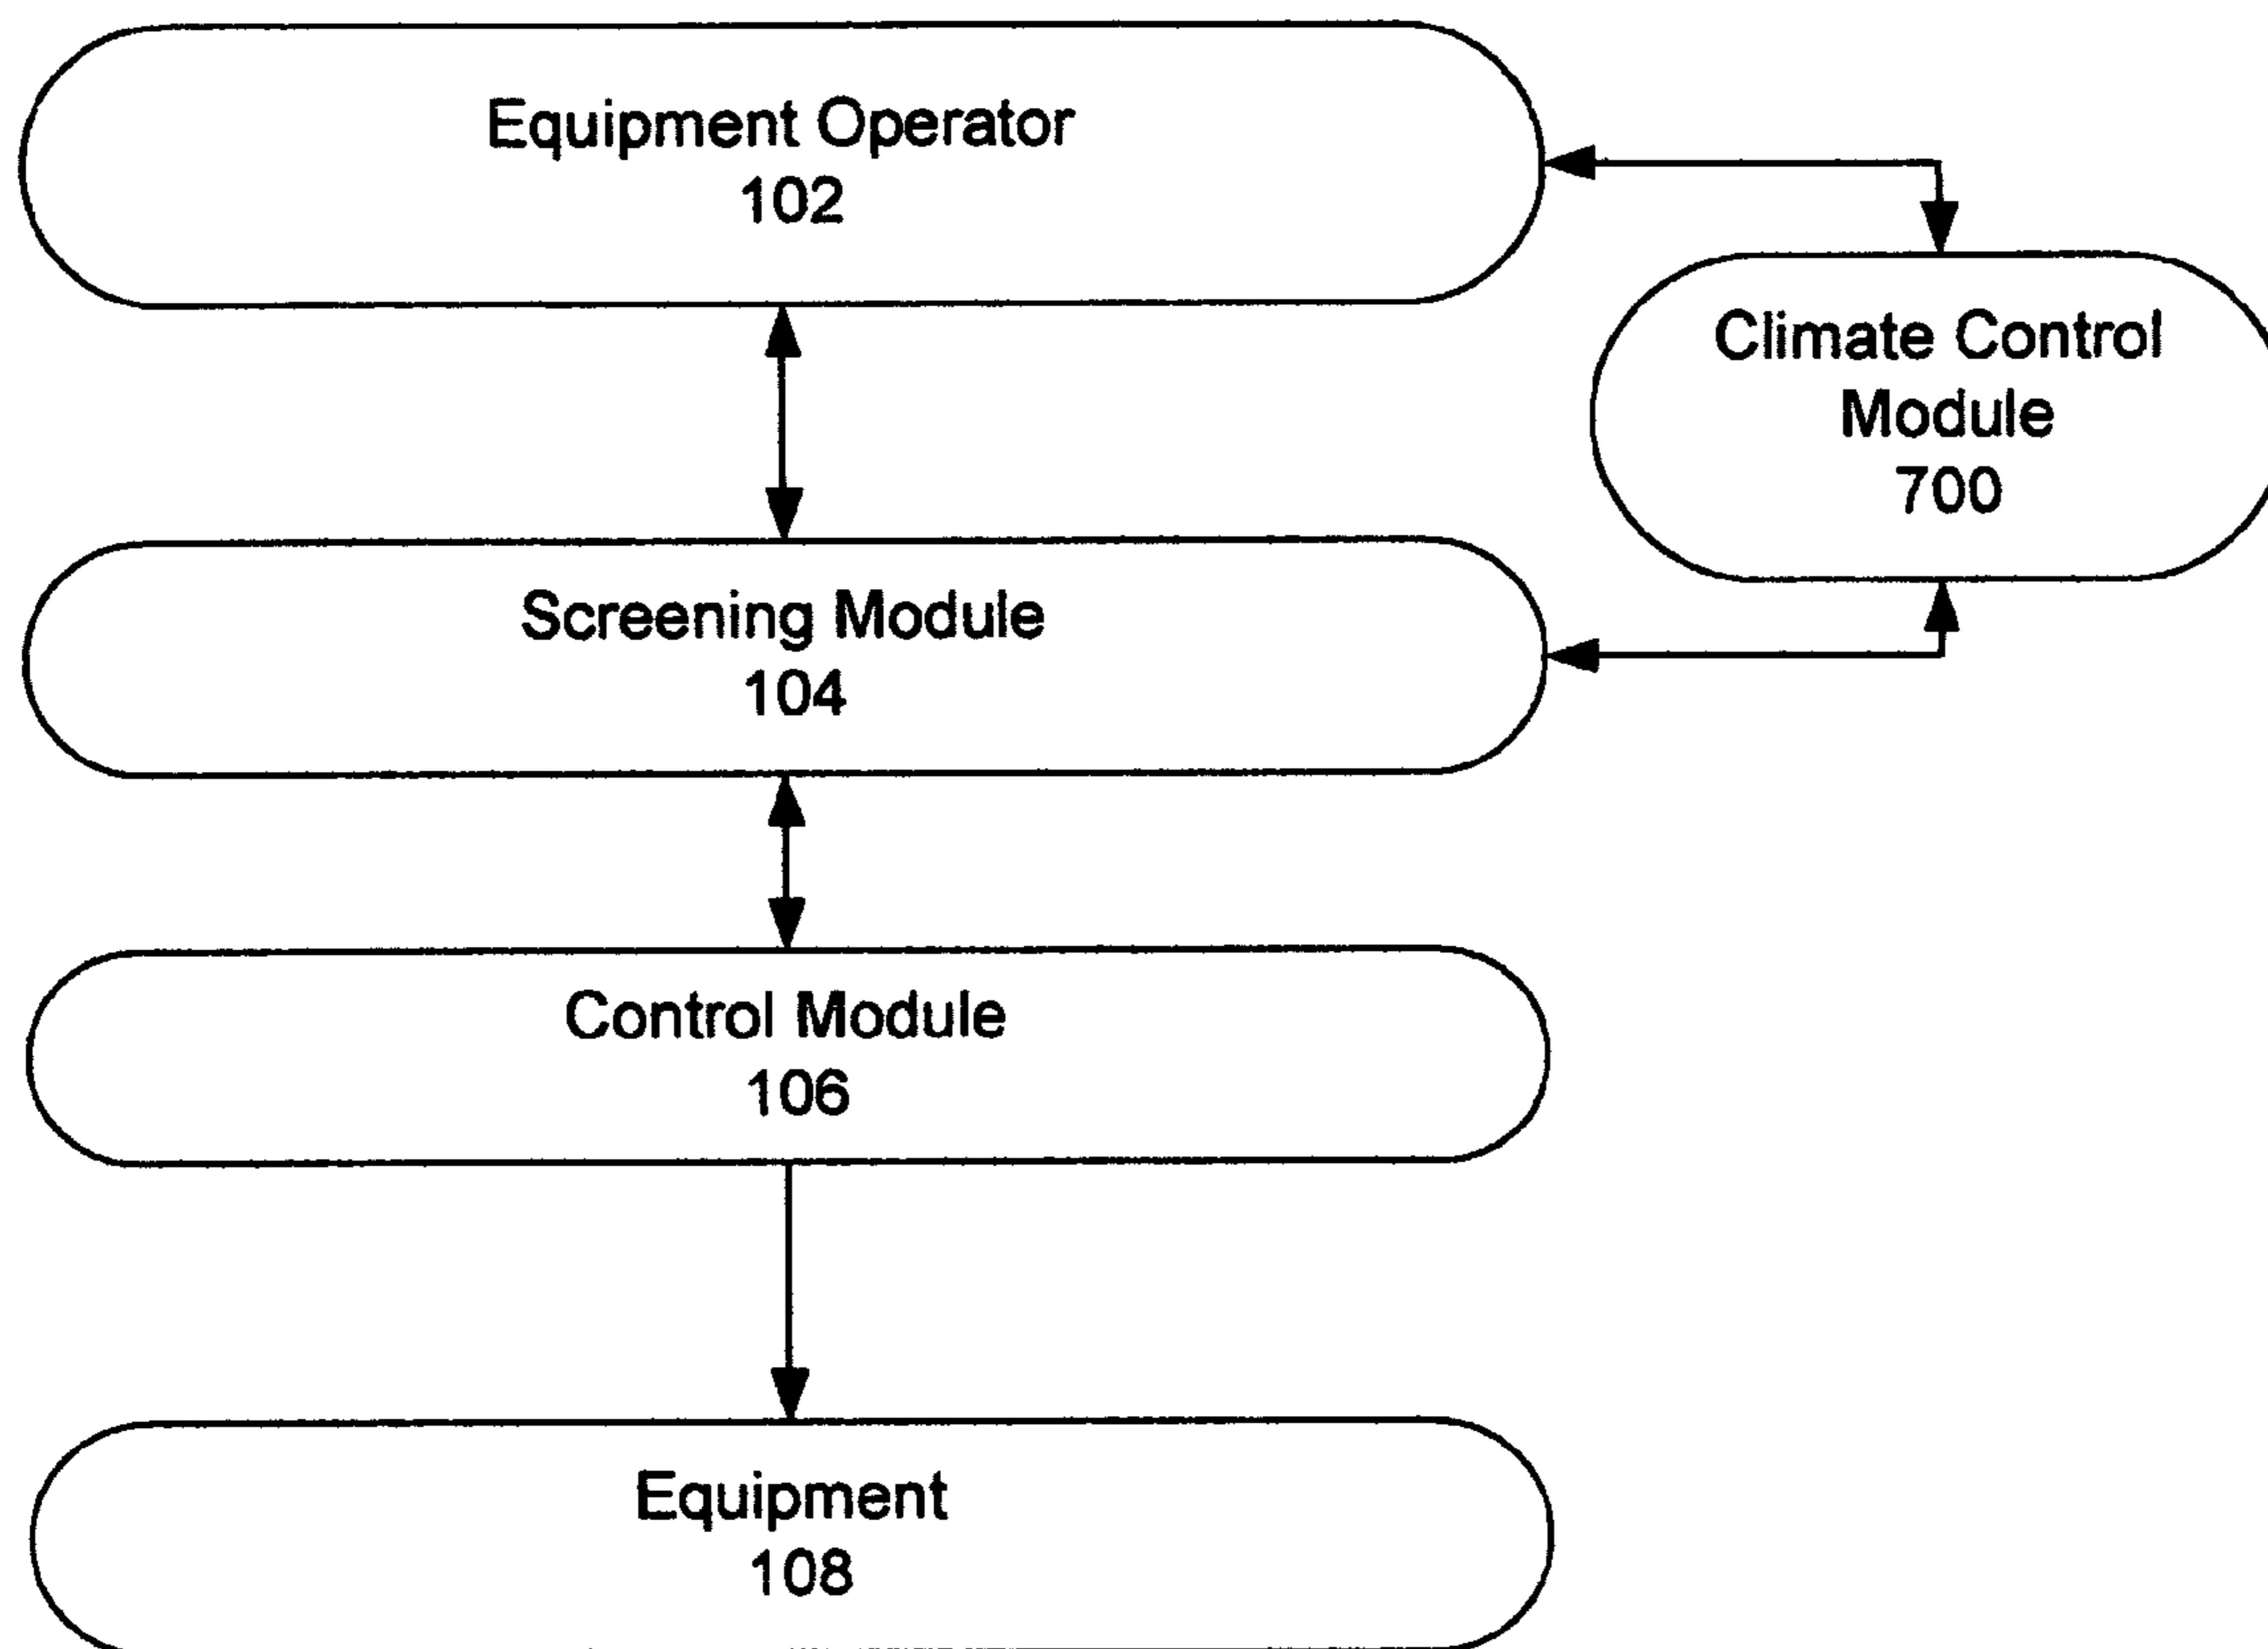 Equipment Operator
102
Climate Control
Module
700
Screening Module
104
Control Module
106
Equipment
108